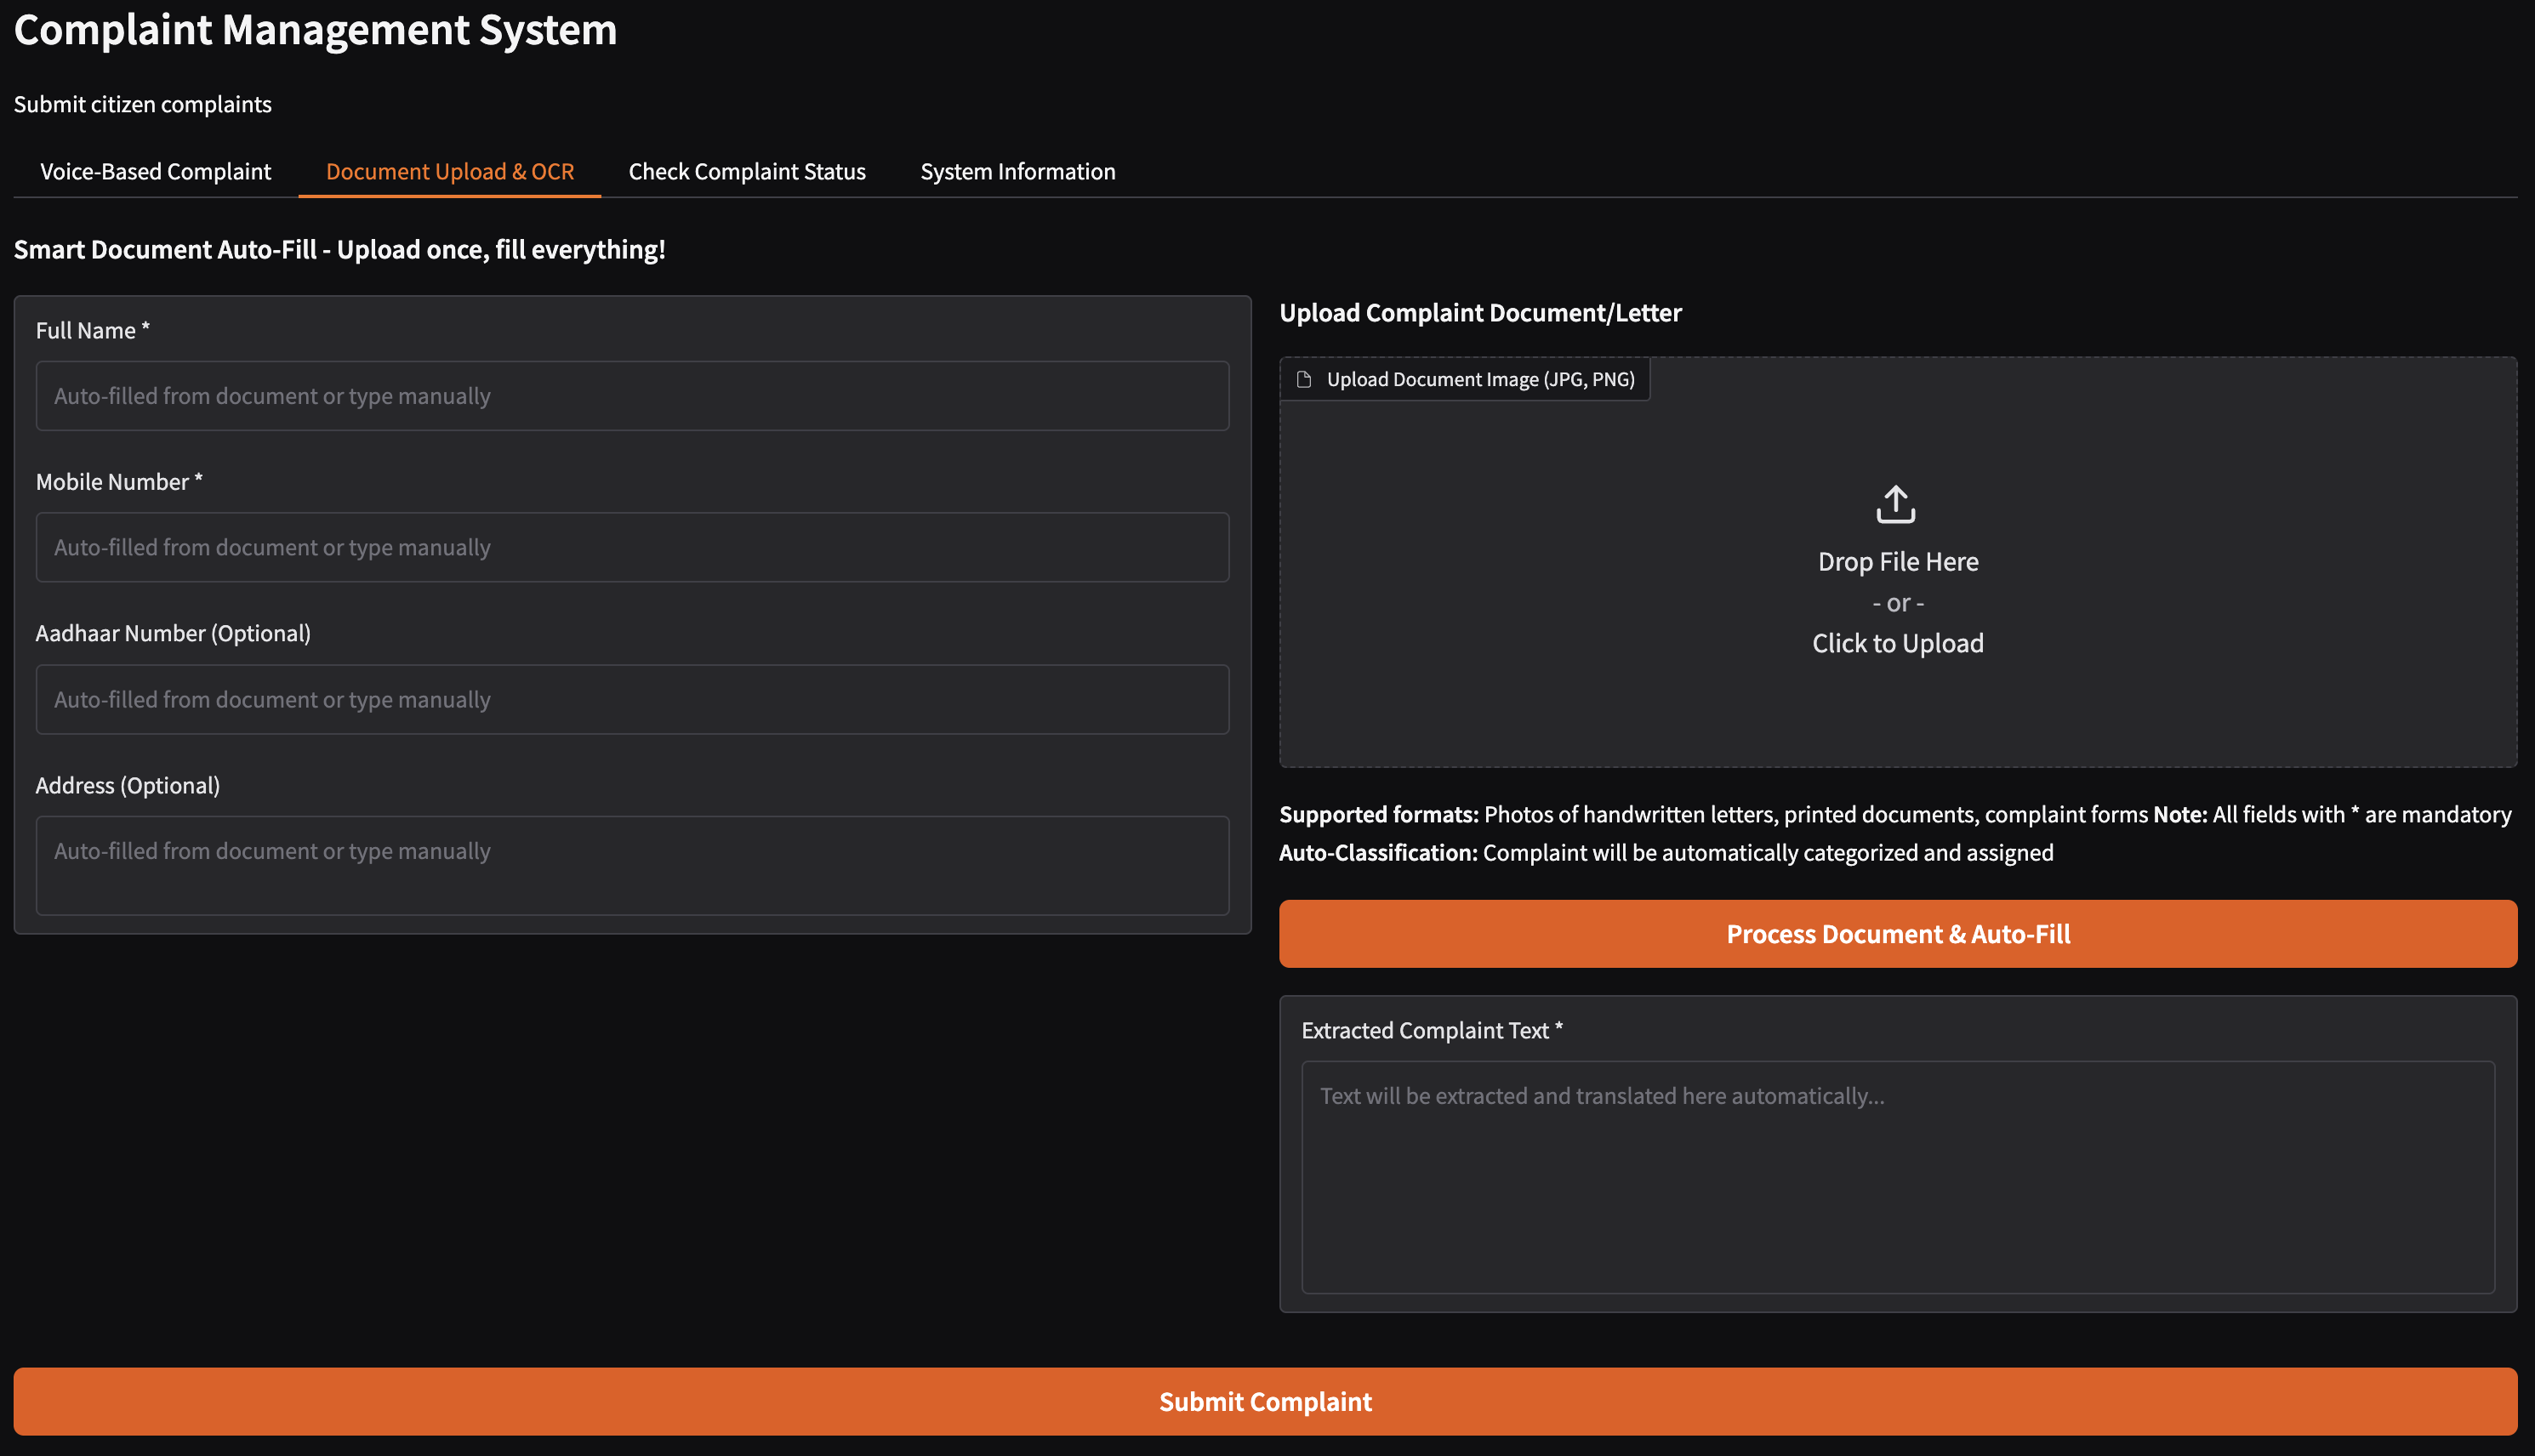 Complaint Management System
Submit citizen complaints
Voice-Based Complaint
Document Upload & OCR
Check Complaint Status
System Information
Smart Document Auto-Fill - Upload once, fill everything!
Full Name *
Auto-filled from document or type manually
Mobile Number *
Auto-filled from document or type manually
Aadhaar Number (Optional)
Auto-filled from document or type manually
Address (Optional)
Auto-filled from document or type manually
Upload Complaint Document/Letter
Upload Document Image (JPG, PNG)
Drop File Here
- or -
Click to Upload
Supported formats: Photos of handwritten letters, printed documents, complaint forms Note: All fields with * are mandatory
Auto-Classification: Complaint will be automatically categorized and assigned
Process Document & Auto-Fill
Extracted Complaint Text *
Text will be extracted and translated here automatically...
Submit Complaint